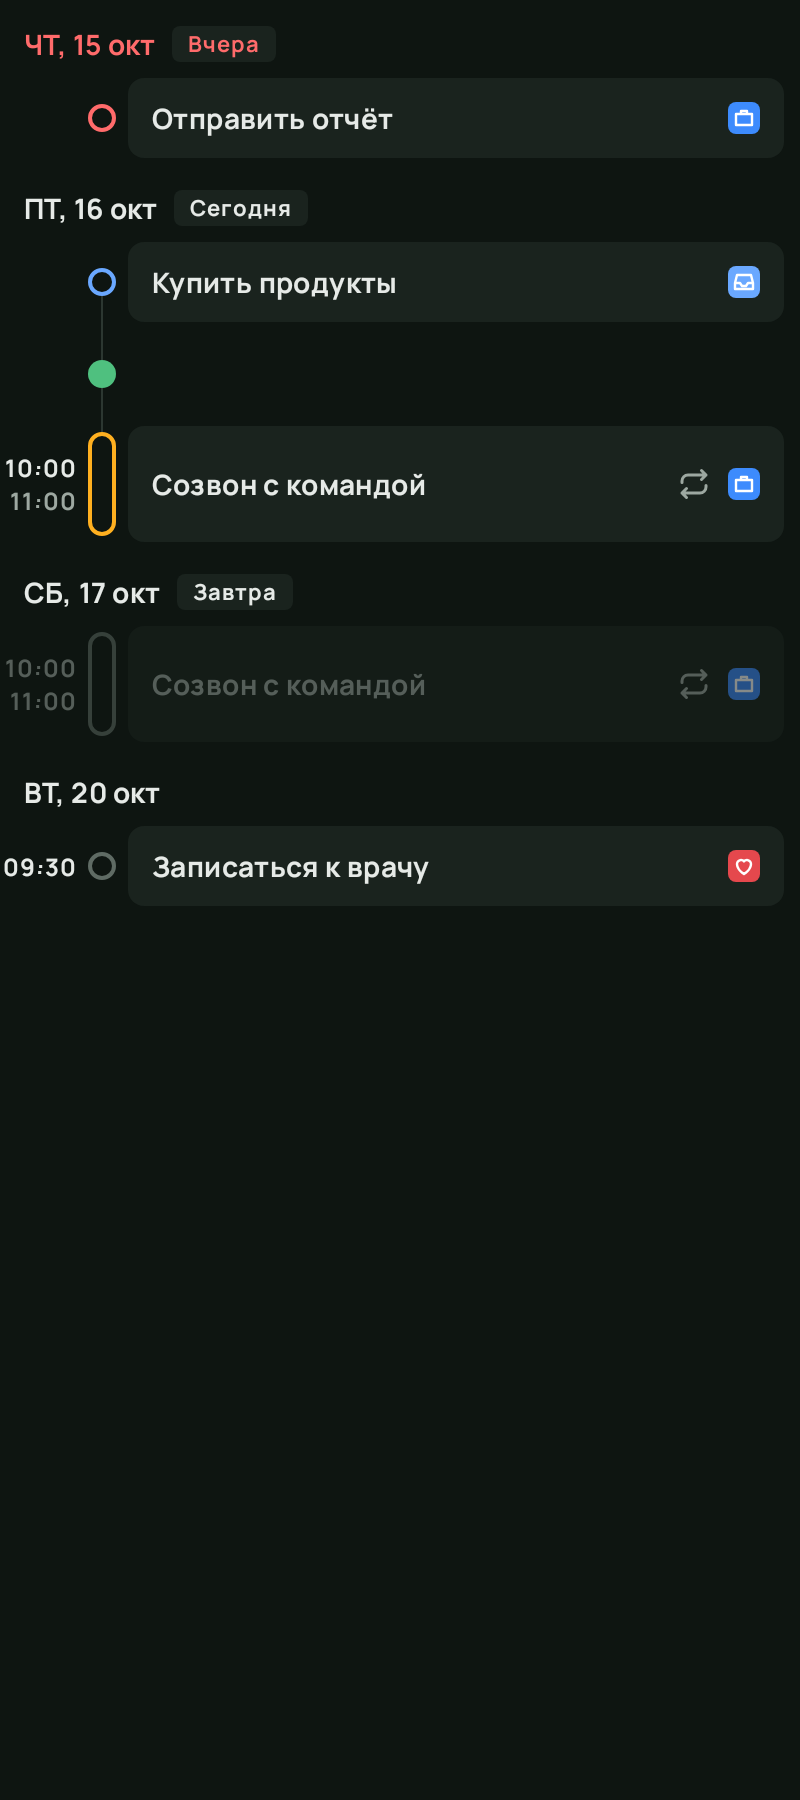 ЧТ, 15 окт Вчера
Отправить отчёт
ПТ, 16 окт Сегодня
Купить продукты
10:00
11:00
Созвон с командой
СБ, 17 окт Завтра
10:00
11:00
Созвон с командой
ВТ, 20 окт
09:30 Записаться к врачу